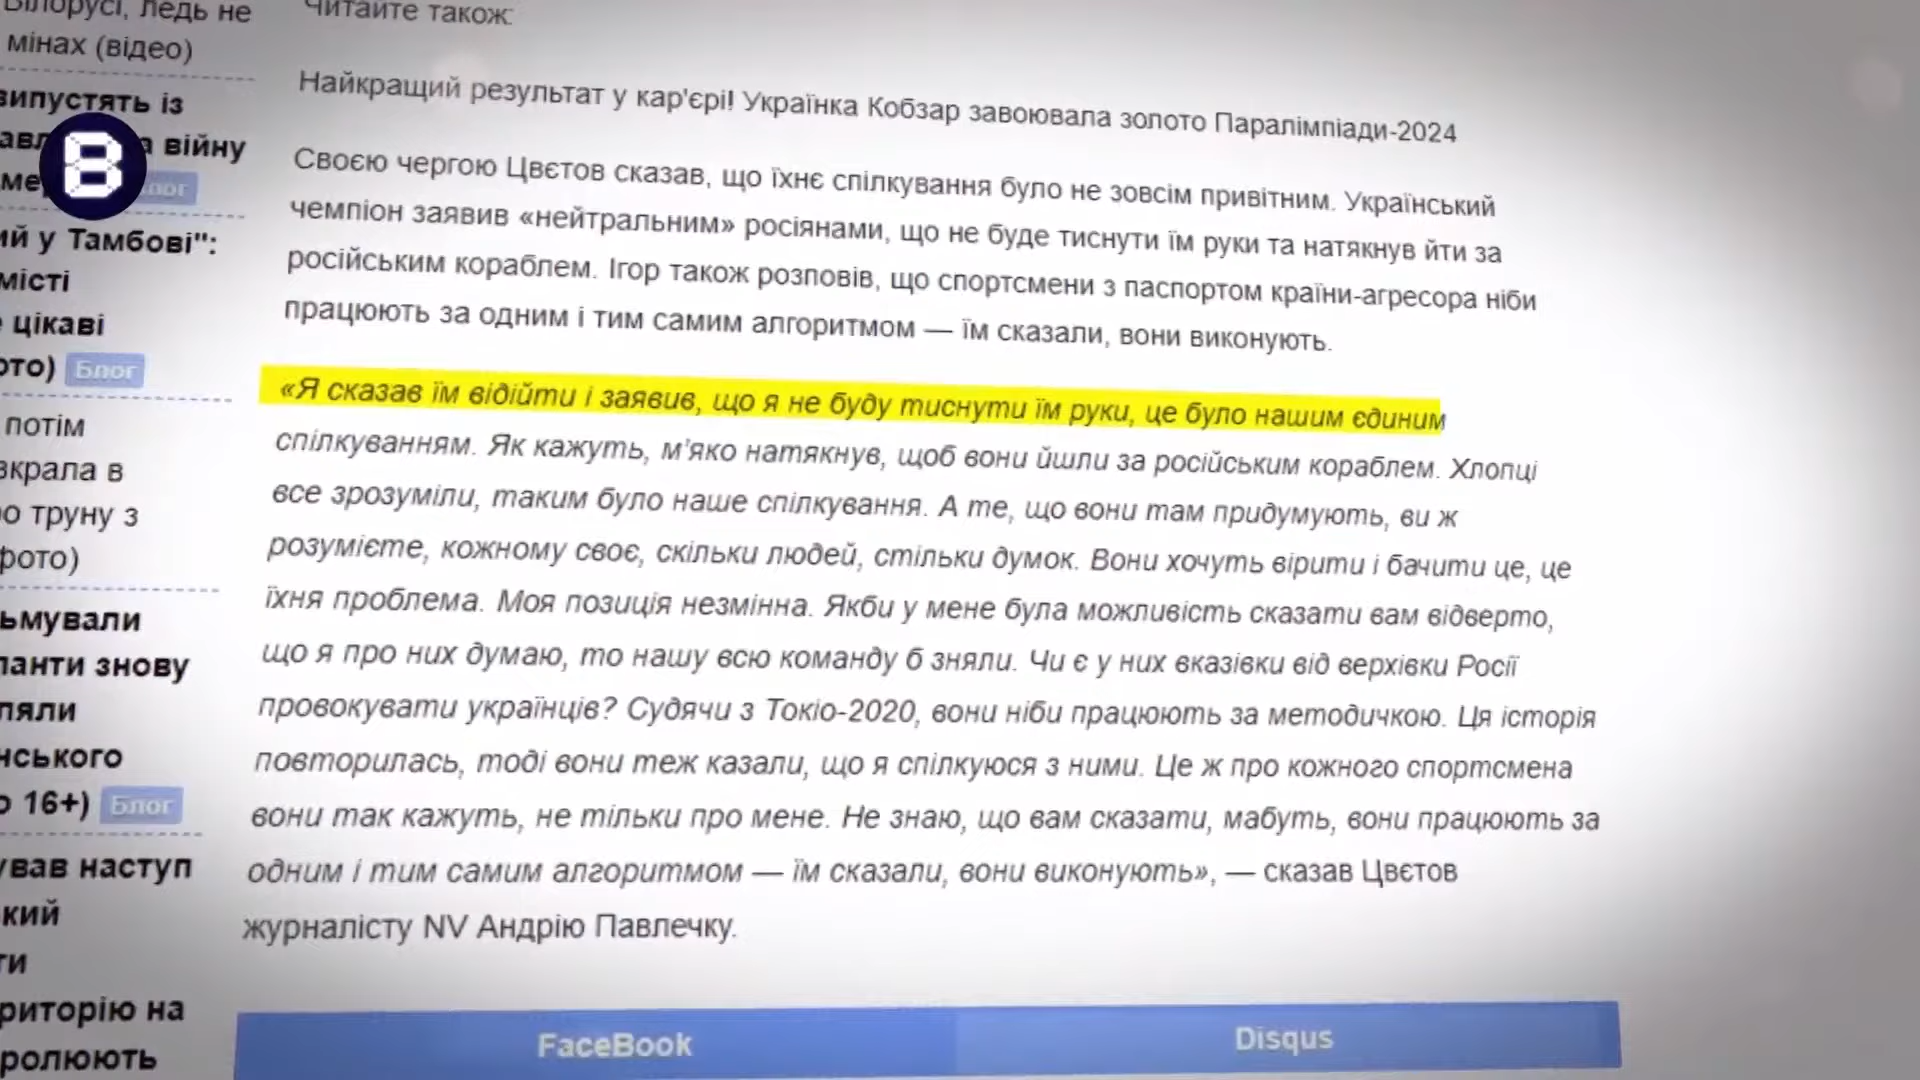 Білорусі, ледь не
мінах (відео)
випустять із
війну
Блог
у Тамбові":
місті
цікаві
Блог
потім
вкрала в
труну з
фото)
знову
16+) Блог
наступ
на
Читайте також:
Найкращий результат у кар'єрі! Українка Кобзар завоювала золото Паралімпіади-2024
Своєю чергою Цвєтов сказав, що їхнє спілкування було не зовсім привітним. Український
чемпіон заявив «нейтральним» росіянами, що не буде тиснути їм руки та натякнув йти за
російським кораблем. Ігор також розповів, що спортсмени з паспортом країни-агресора ніби
працюють за одним і тим самим алгоритмом — їм сказали, вони виконують.
«Я сказав їм відійти і заявив, що я не буду тиснути їм руки, це було нашим єдиним
спілкуванням. Як кажуть, м'яко натякнув, щоб вони йшли за російським кораблем. Хлопці
все зрозуміли, таким було наше спілкування. А те, що вони там придумують, ви ж
розумієте, кожному своє, скільки людей, стільки думок. Вони хочуть вірити і бачити це, це
їхня проблема. Моя позиція незмінна. Якби у мене була можливість сказати вам відверто,
що я про них думаю, то нашу всю команду б зняли. Чи є у них вказівки від верхівки Росії
провокувати українців? Судячи з Токіо-2020, вони ніби працюють за методичкою. Ця історія
повторилась, тоді вони теж казали, що я спілкуюся з ними. Це ж про кожного спортсмена
вони так кажуть, не тільки про мене. Не знаю, що вам сказати, мабуть, вони працюють за
одним і тим самим алгоритмом — їм сказали, вони виконують», — сказав Цвєтов
журналісту NV Андрію Павлечку.
FaceBook
Disqus
B